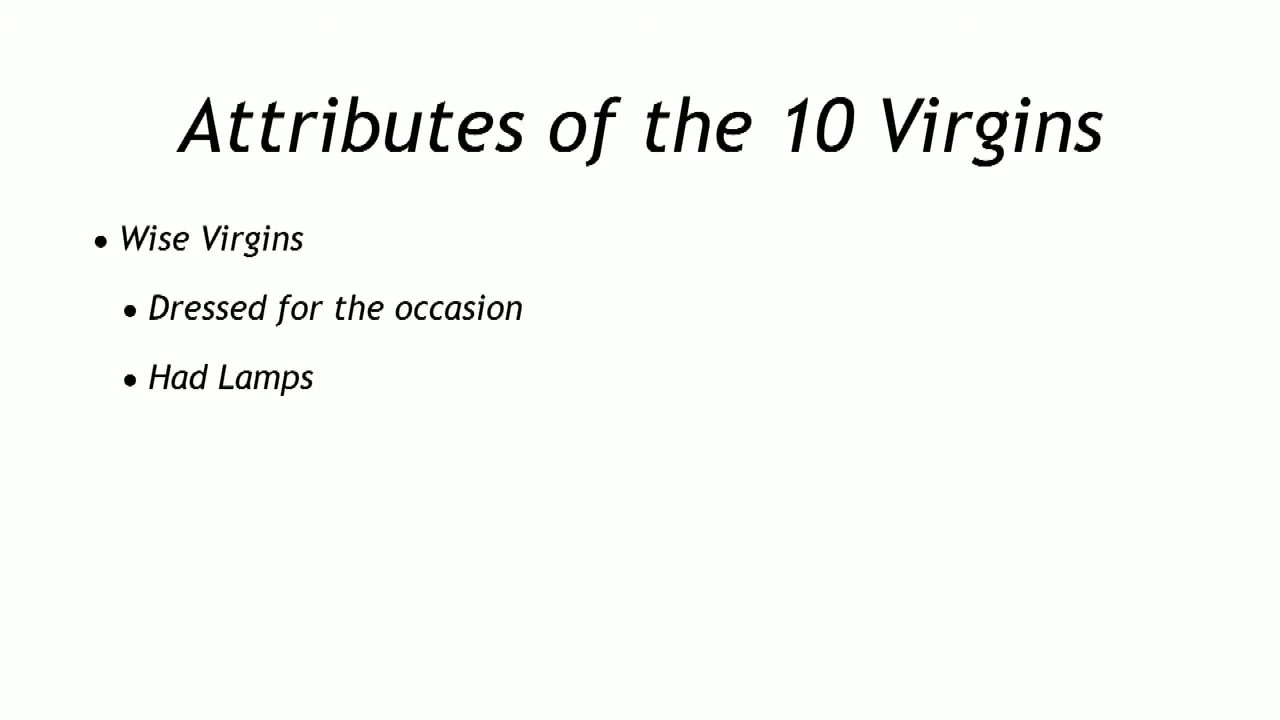 Attributes of the 10 Virgins
• Wise Virgins
• Dressed for the occasion
• Had Lamps